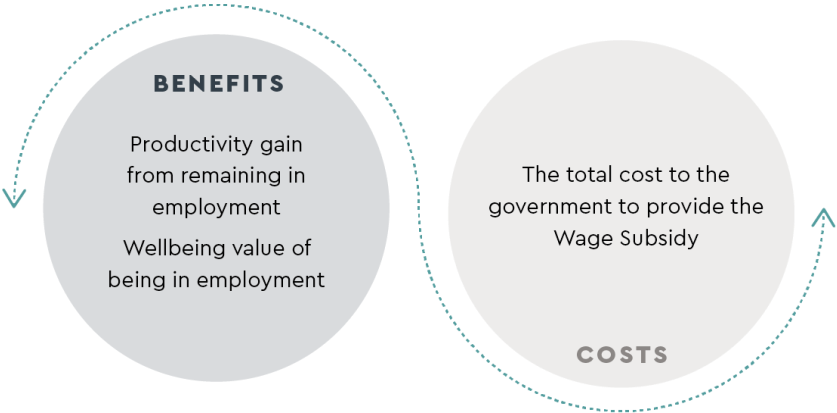 BENEFITS
Productivity gain
from remaining in
employment
Wellbeing value of
being in employment
The total cost to the
government to provide the
Wage Subsidy
COSTS